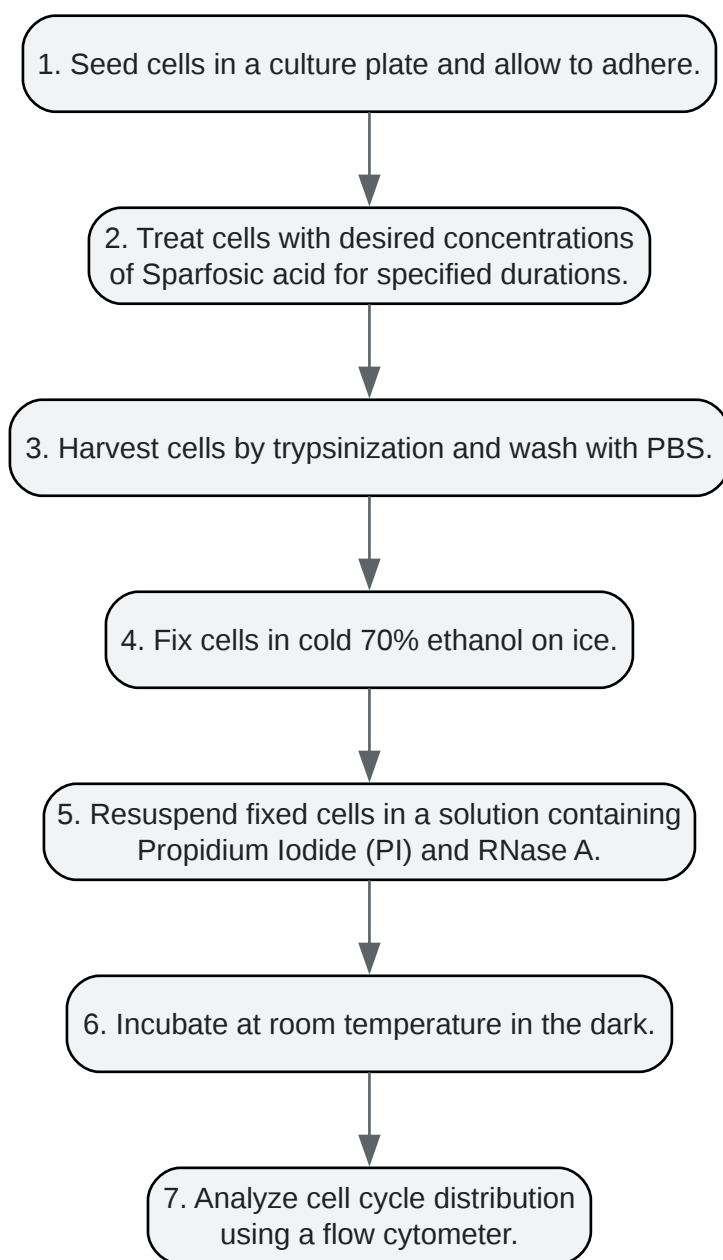 1. Seed cells in a culture plate and allow to adhere.
2. Treat cells with desired concentrations
of Sparfosic acid for specified durations.
3. Harvest cells by trypsinization and wash with PBS.
4. Fix cells in cold 70% ethanol on ice.
5. Resuspend fixed cells in a solution containing
Propidium Iodide (PI) and RNase A.
6. Incubate at room temperature in the dark.
7. Analyze cell cycle distribution
using a flow cytometer.